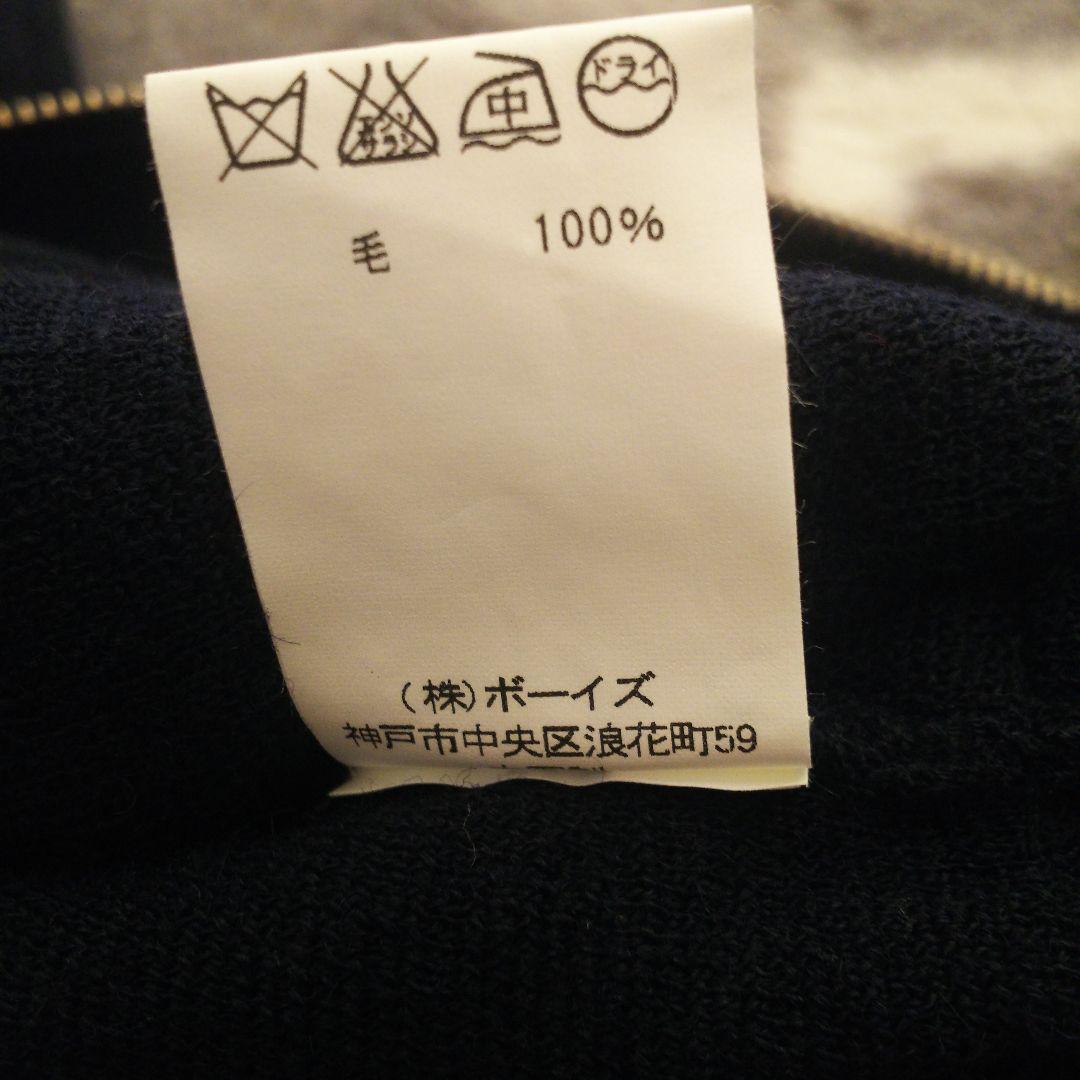 エンソサラシ 中 ドライ
毛 100%
(株)ボーイズ
神戸市中央区浪花町59